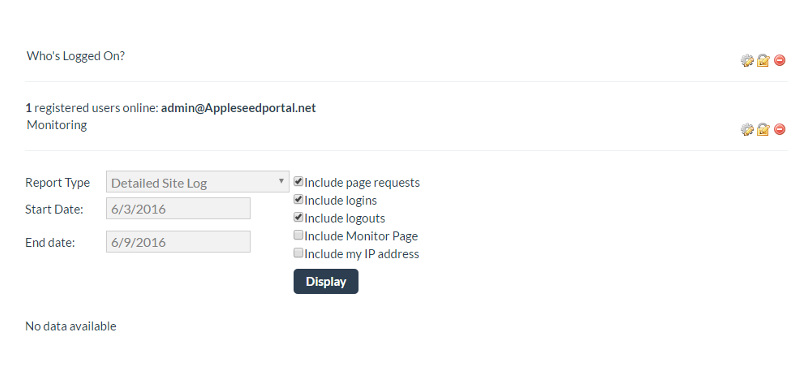 Who's Logged On?
1 registered users online: admin@Appleseedportal.net
Monitoring
Report Type
Detailed Site Log
Start Date:
6/3/2016
End date:
6/9/2016
Include page requests
Include logins
Include logouts
Include Monitor Page
Include my IP address
Display
No data available